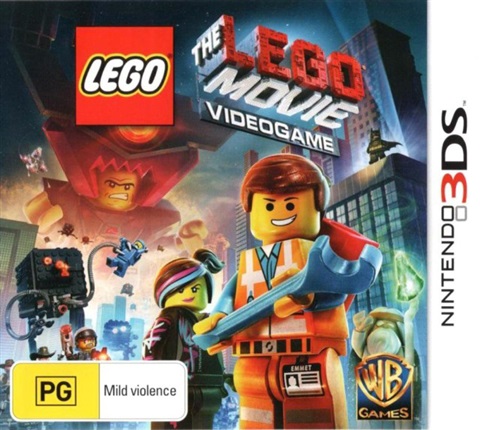 LEGO
THE LEGO
MOVIE
VIDEOGAME
NINTENDO 3DS
EMMET
PG
Mild violence
WB
GAMES